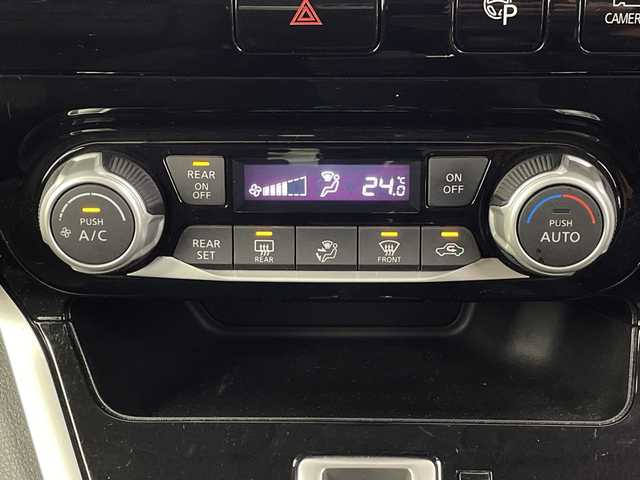 P
CAMER
REAR
ON
OFF
24.0
°C
ON
OFF
PUSH
A/C
REAR
SET
REAR
FRONT
PUSH
AUTO